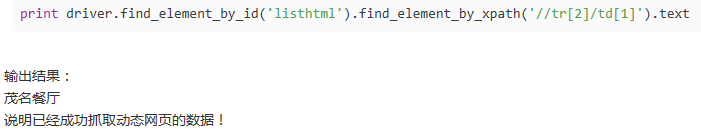 print driver.find_element_by_id('listhtml').find_element_by_xpath('//tr[2]/td[1]').text
输出结果：
茂名餐厅
说明已经成功抓取动态网页的数据！